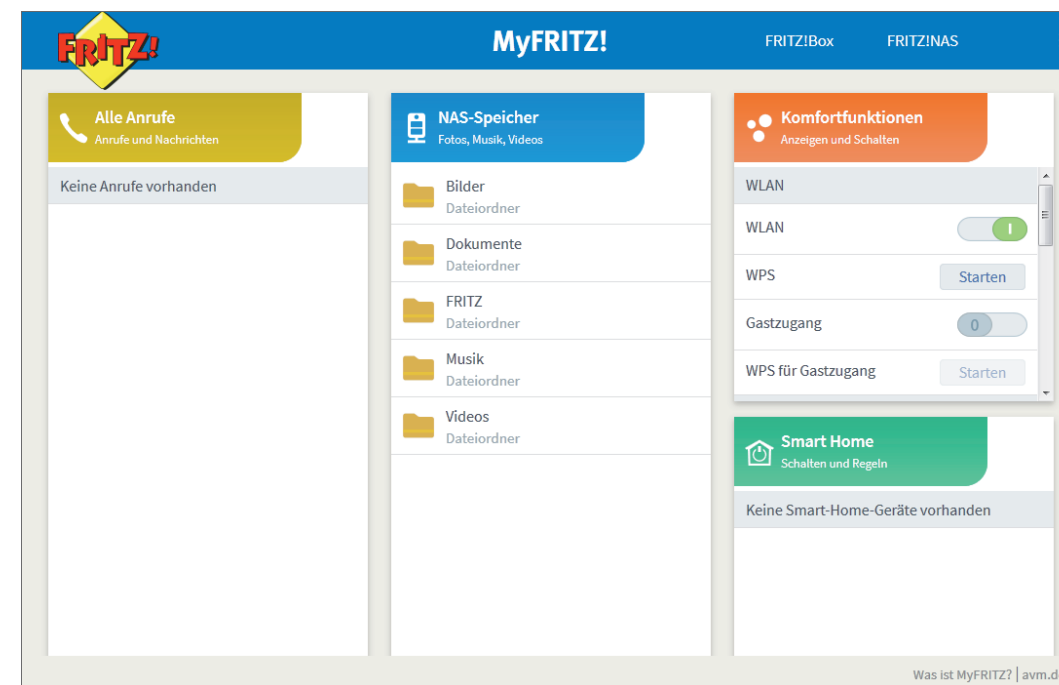 FRITZ!
MyFRITZ!
FRITZ!Box
FRITZ!NAS
Alle Anrufe
Anrufe und Nachrichten
Keine Anrufe vorhanden
NAS-Speicher
Fotos, Musik, Videos
Bilder
Dateiordner
Dokumente
Dateiordner
FRITZ
Dateiordner
Musik
Dateiordner
Videos
Dateiordner
Komfortfunktionen
Anzeigen und Schalten
WLAN
WLAN
I
WPS
Starten
Gastzugang
0
WPS für Gastzugang
Starten
Smart Home
Schalten und Regeln
Keine Smart-Home-Geräte vorhanden
Was ist MyFRITZ? | avm.d